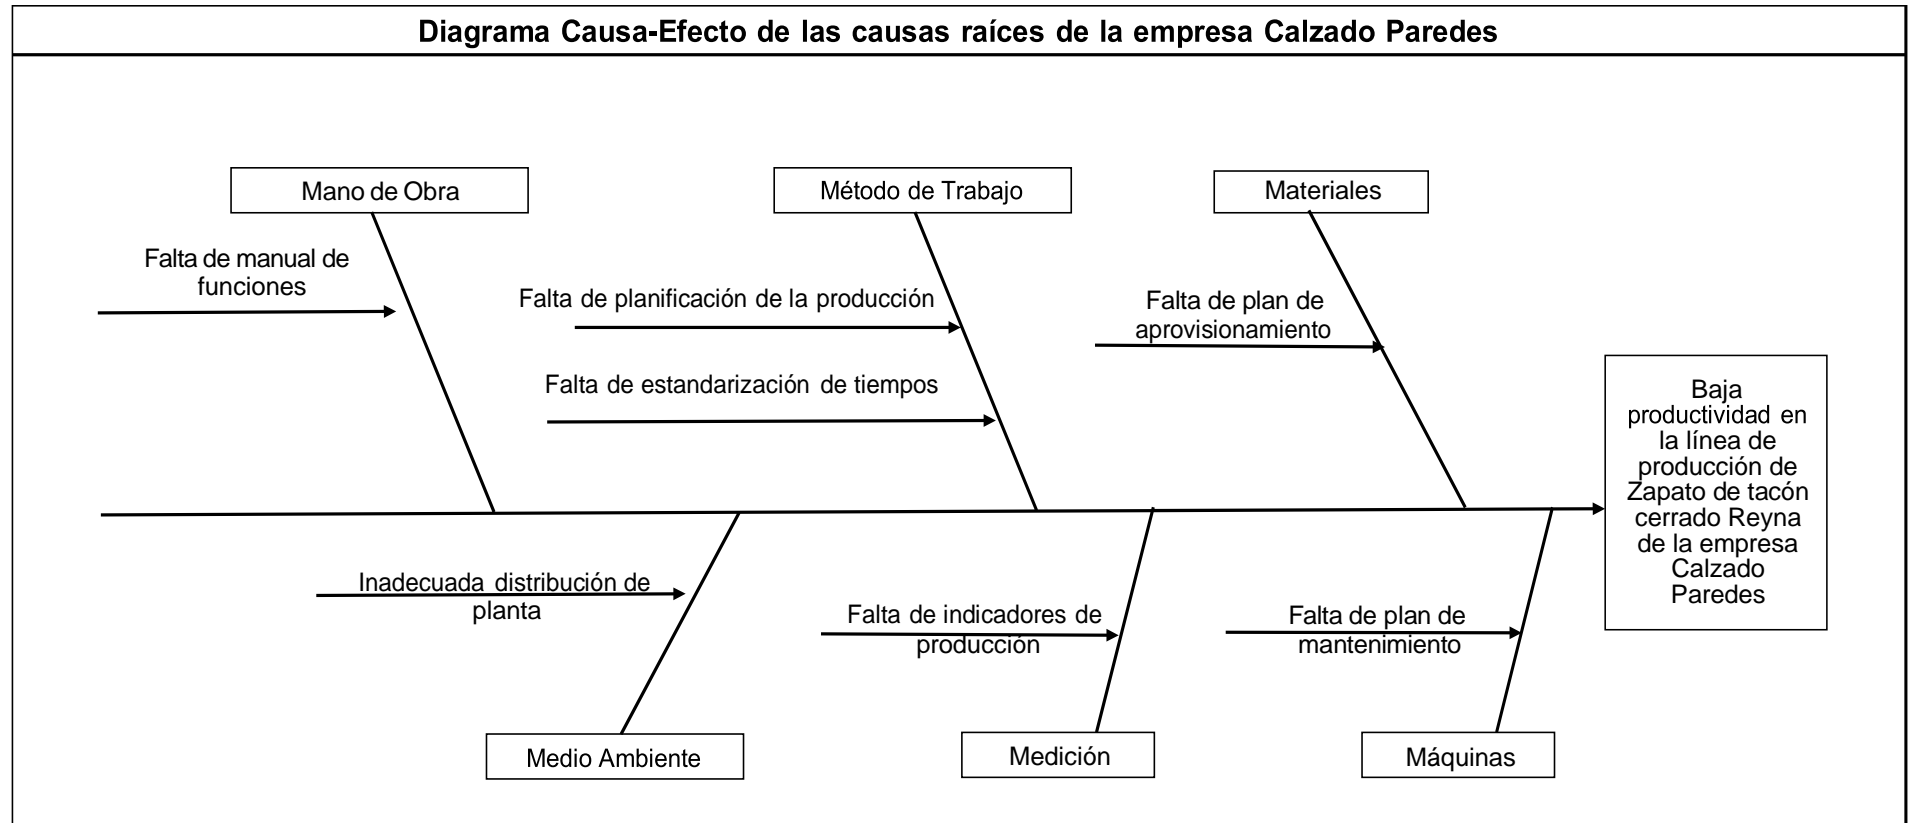 Diagrama Causa-Efecto de las causas raíces de la empresa Calzado Paredes
Mano de Obra
Método de Trabajo
Materiales
Falta de manual de
funciones
Falta de planificación de la producción
Falta de estandarización de tiempos
Falta de plan de
aprovisionamiento
Baja
productividad en
la línea de
producción de
Zapato de tacón
cerrado Reyna
de la empresa
Calzado
Paredes
Inadecuada distribución de
planta
Falta de indicadores de
producción
Falta de plan de
mantenimiento
Medio Ambiente
Medición
Máquinas